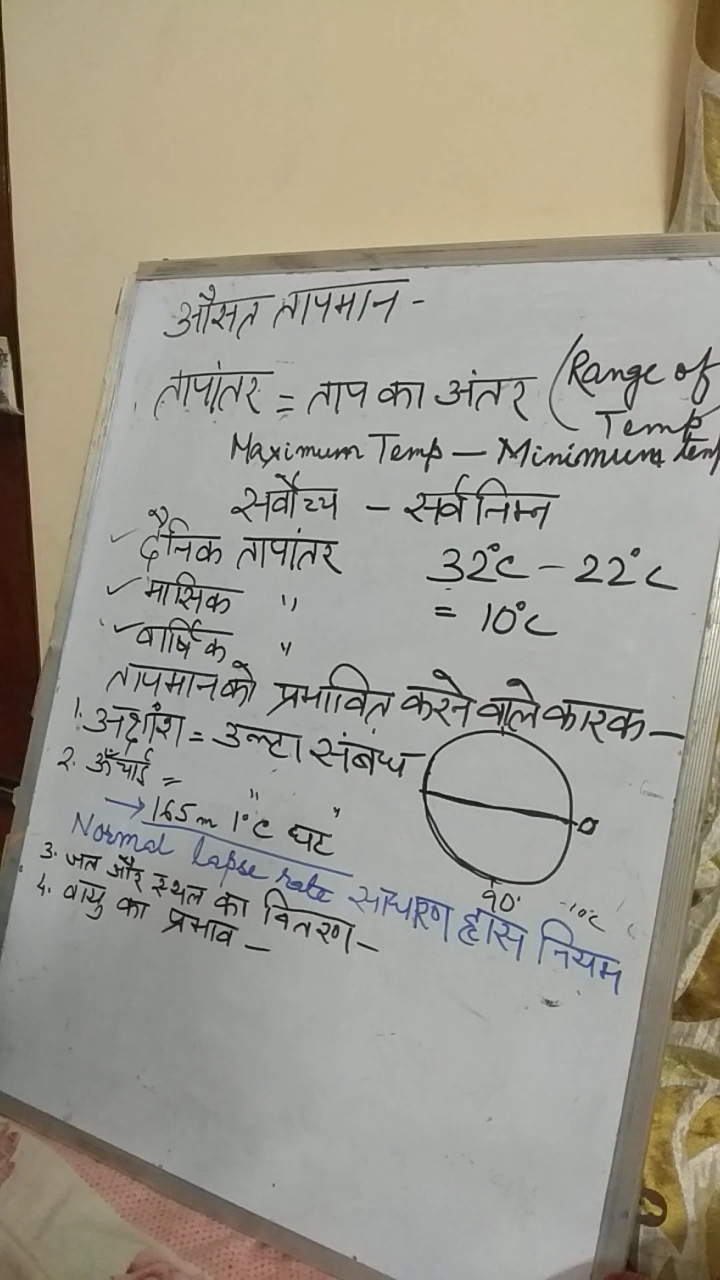 औसत तापमान -
तापांतर = ताप का अंतर (Range of
Temp
Maximum Temp - Minimum temp
सर्वोच्य - सर्वनिम्न
✓ दैनिक तापांतर 32°C - 22°C
✓ मासिक " = 10°C
✓ वार्षिक "
तापमान को प्रभावित करने वाले कारक -
1. अक्षांश = उल्टा संबंध
2. ऊँचाई = " "
0
→ 165m 1°C घट
90°
-10°C
Normal lapse rate साधारण ह्रास नियम
3. जल और स्थल का वितरण -
4. वायु का प्रभाव -